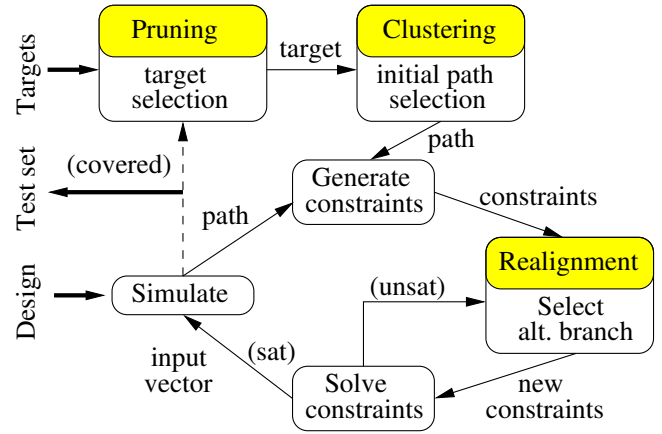 Pruning
target
selection
target
Clustering
initial path
selection
Targets
(covered)
Test set
path
Generate
constraints
constraints
path
Realignment
Select
alt. branch
Design
Simulate
(unsat)
input
vector
(sat)
Solve
constraints
new
constraints